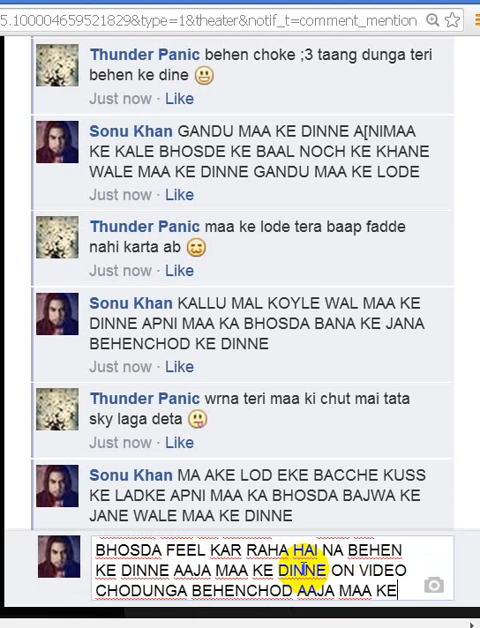 5.100004659521829&type=1&theater&notif_t=comment_mention
Thunder Panic behen choke ;3 taang dunga teri
behen ke dine
Just now · Like
Sonu Khan GANDU MAA KE DINNE A[NIMAA
KE KALE BHOSDE KE BAAL NOCH KE KHANE
WALE MAA KE DINNE GANDU MAA KE LODE
Just now · Like
Thunder Panic maa ke lode tera baap fadde
nahi karta ab
Just now · Like
Sonu Khan KALLU MAL KOYLE WAL MAA KE
DINNE APNI MAA KA BHOSDA BANA KE JANA
BEHENCHOD KE DINNE
Just now · Like
Thunder Panic wrna teri maa ki chut mai tata
sky laga deta
Just now · Like
Sonu Khan MA AKE LOD EKE BACCHE KUSS
KE LADKE APNI MAA KA BHOSDA BAJWA KE
JANE WALE MAA KE DINNE
BHOSDA FEEL KAR RAHA HAI NA BEHEN
KE DINNE AAJA MAA KE DINNE ON VIDEO
CHODUNGA BEHENCHOD AAJA MAA KE